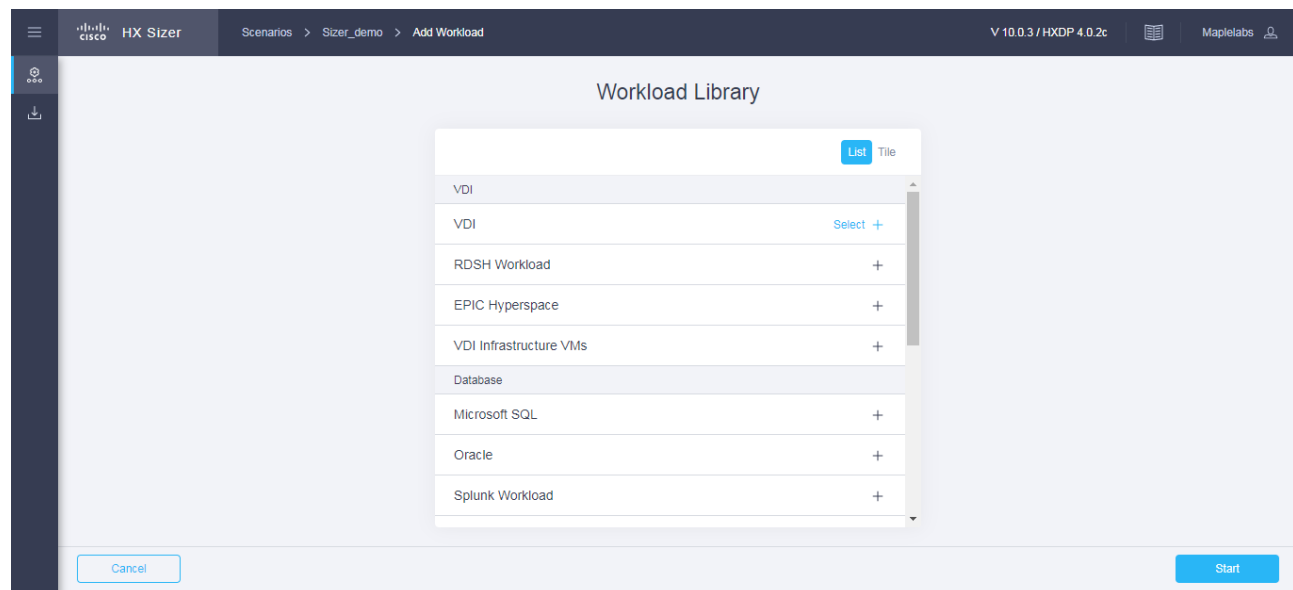 cisco HX Sizer Scenarios > Sizer_demo > Add Workload V 10.0.3 / HXDP 4.0.2c Maplelabs
Workload Library
List Tile
VDI
VDI Select +
RDSH Workload +
EPIC Hyperspace +
VDI Infrastructure VMs +
Database
Microsoft SQL +
Oracle +
Splunk Workload +
Cancel Start